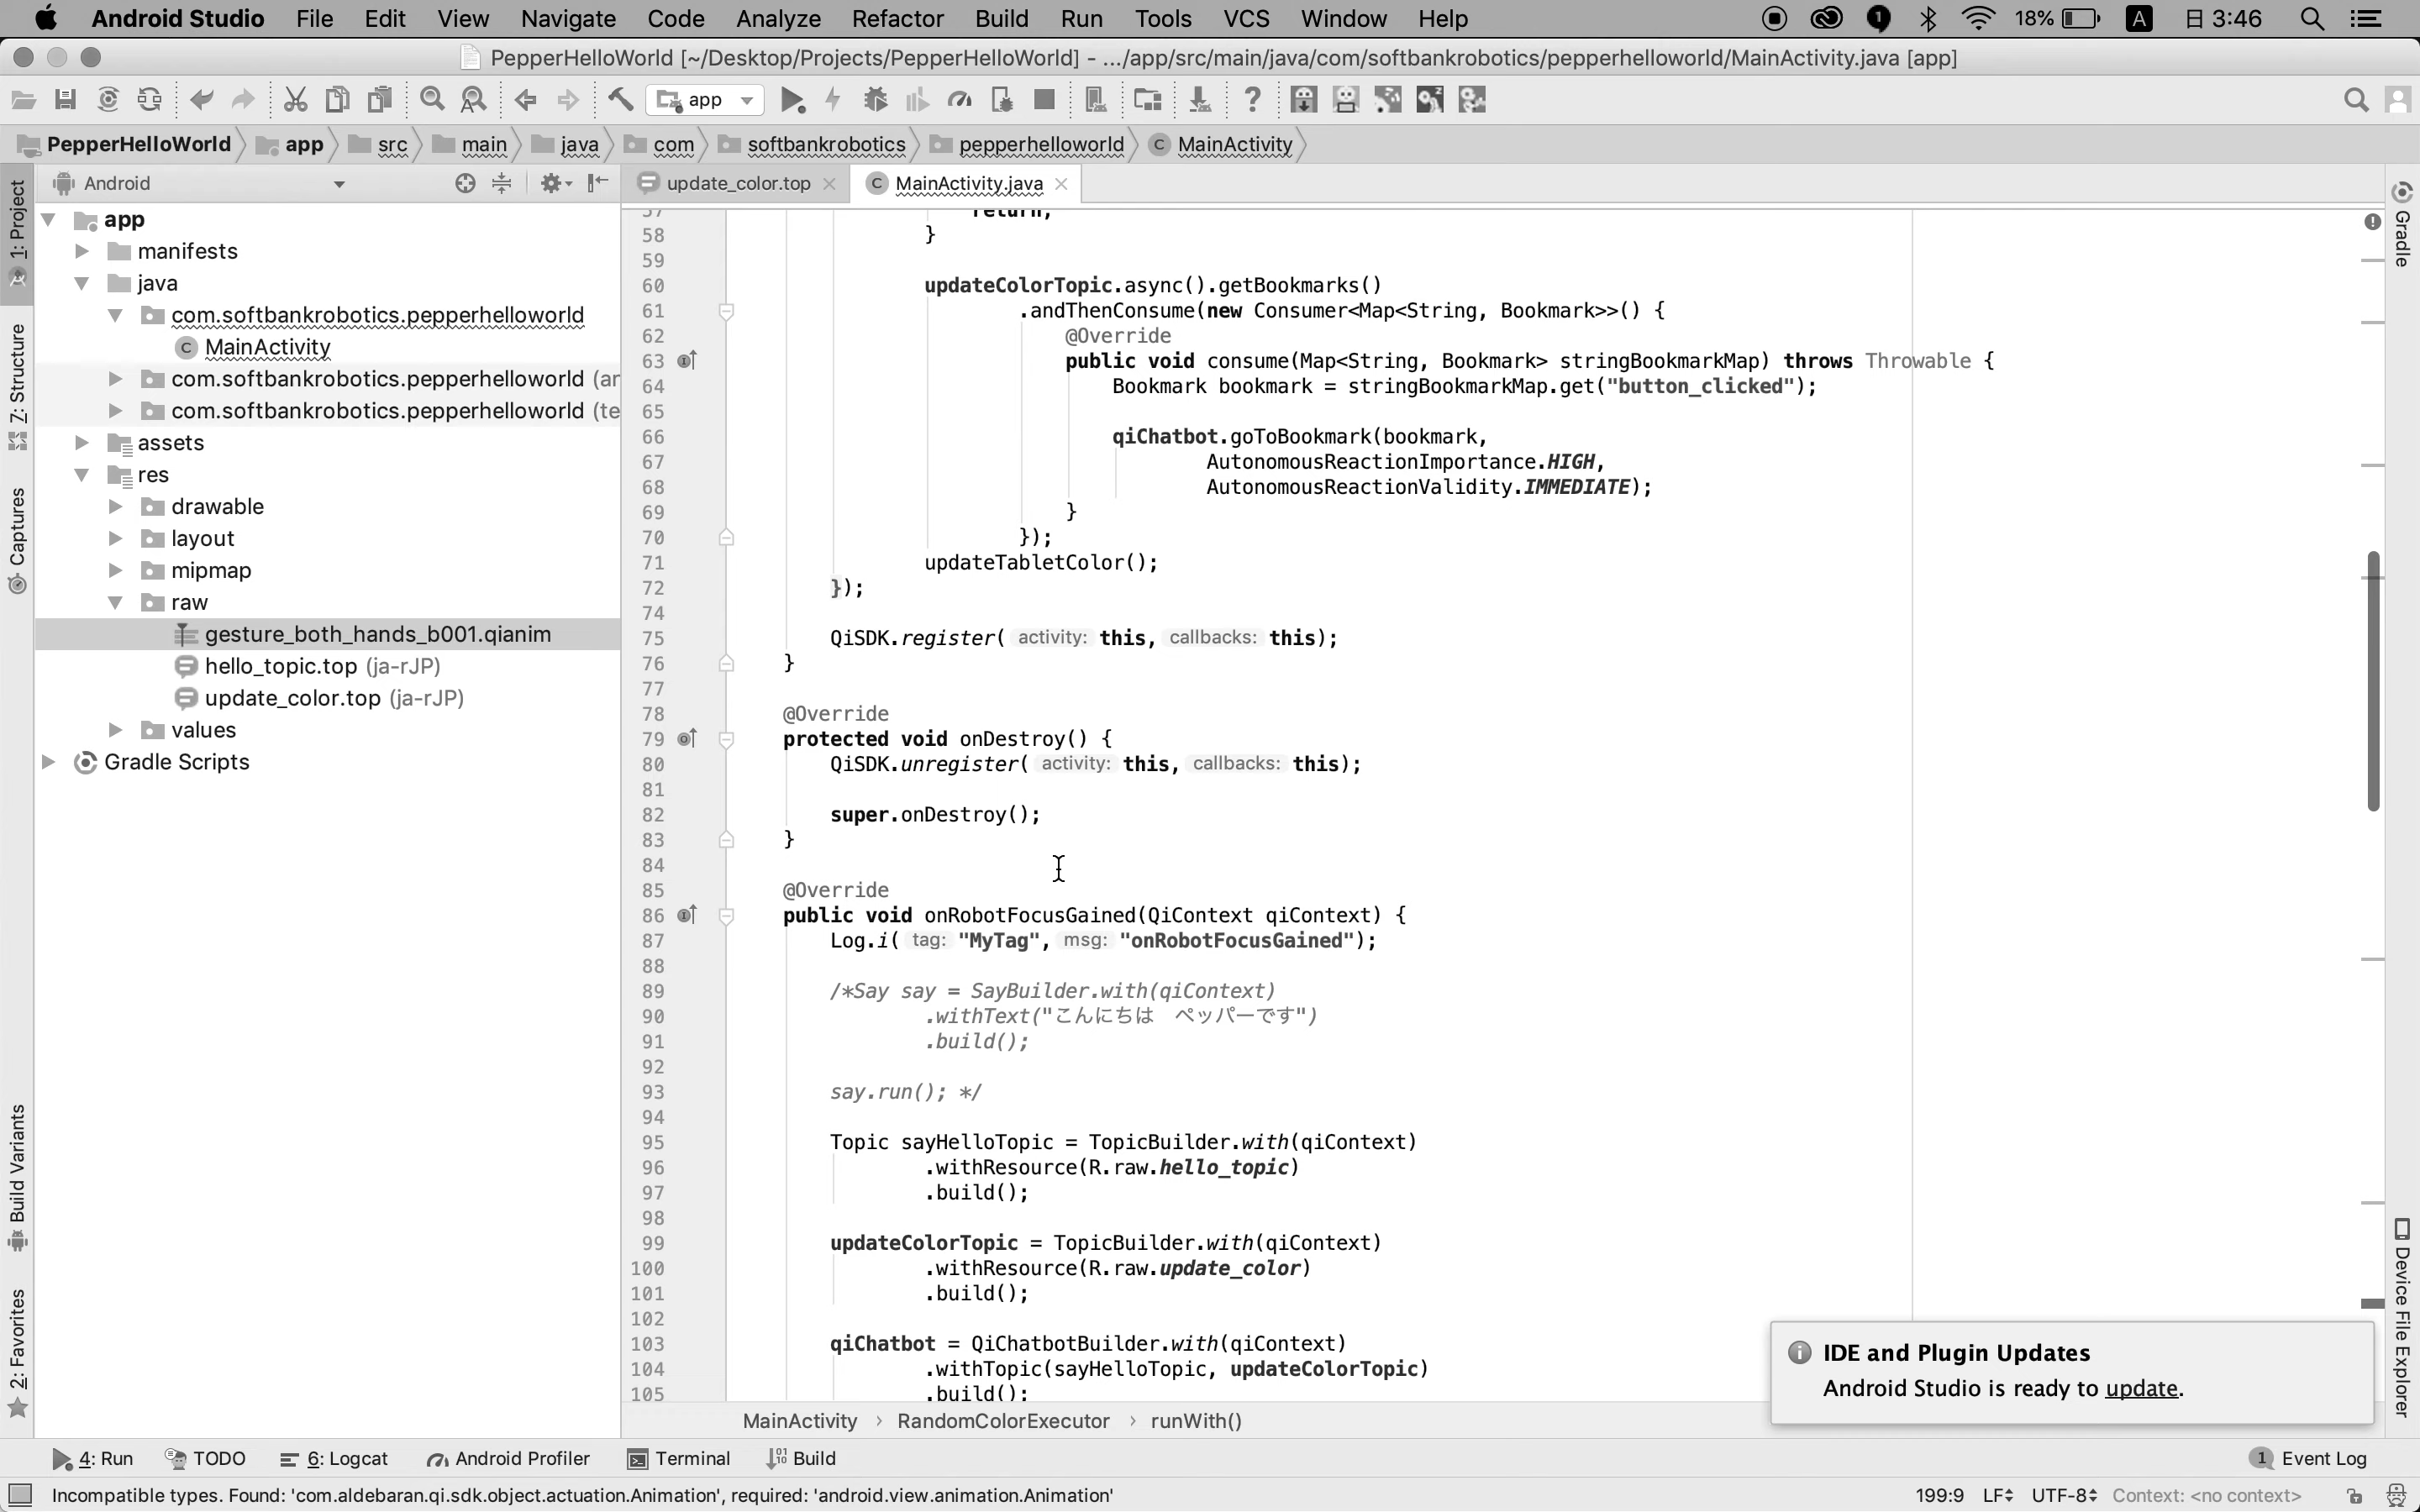 Android Studio File Edit View Navigate Code Analyze Refactor Build Run Tools VCS Window Help 1 18% A 日 3:46
PepperHelloWorld [~/Desktop/Projects/PepperHelloWorld] - .../app/src/main/java/com/softbankrobotics/pepperhelloworld/MainActivity.java [app]
app
PepperHelloWorld app src main java com softbankrobotics pepperhelloworld MainActivity
Android
update_color.top MainActivity.java
1: Project
Z: Structure
Captures
Build Variants
2: Favorites
app
manifests
java
com.softbankrobotics.pepperhelloworld
MainActivity
com.softbankrobotics.pepperhelloworld (ar
com.softbankrobotics.pepperhelloworld (te
assets
res
drawable
layout
mipmap
raw
gesture_both_hands_b001.qianim
hello_topic.top (ja-rJP)
update_color.top (ja-rJP)
values
Gradle Scripts
57 return;
58 }
59
60 updateColorTopic.async().getBookmarks()
61 .andThenConsume(new Consumer<Map<String, Bookmark>>() {
62 @Override
63 public void consume(Map<String, Bookmark> stringBookmarkMap) throws Throwable {
64 Bookmark bookmark = stringBookmarkMap.get("button_clicked");
65
66 qiChatbot.goToBookmark(bookmark,
67 AutonomousReactionImportance.HIGH,
68 AutonomousReactionValidity.IMMEDIATE);
69 }
70 });
71 updateTabletColor();
72 });
74
75 QiSDK.register( activity: this, callbacks: this);
76 }
77
78 @Override
79 protected void onDestroy() {
80 QiSDK.unregister( activity: this, callbacks: this);
81
82 super.onDestroy();
83 }
84
85 @Override
86 public void onRobotFocusGained(QiContext qiContext) {
87 Log.i( tag: "MyTag", msg: "onRobotFocusGained");
88
89 /*Say say = SayBuilder.with(qiContext)
90 .withText("こんにちは　ペッパーです")
91 .build();
92
93 say.run(); */
94
95 Topic sayHelloTopic = TopicBuilder.with(qiContext)
96 .withResource(R.raw.hello_topic)
97 .build();
98
99 updateColorTopic = TopicBuilder.with(qiContext)
100 .withResource(R.raw.update_color)
101 .build();
102
103 qiChatbot = QiChatbotBuilder.with(qiContext)
104 .withTopic(sayHelloTopic, updateColorTopic)
105 .build();
Gradle
Device File Explorer
IDE and Plugin Updates
Android Studio is ready to update.
MainActivity › RandomColorExecutor › runWith()
4: Run TODO 6: Logcat Android Profiler Terminal Build 1 Event Log
Incompatible types. Found: 'com.aldebaran.qi.sdk.object.actuation.Animation', required: 'android.view.animation.Animation' 199:9 LF UTF-8 Context: <no context>